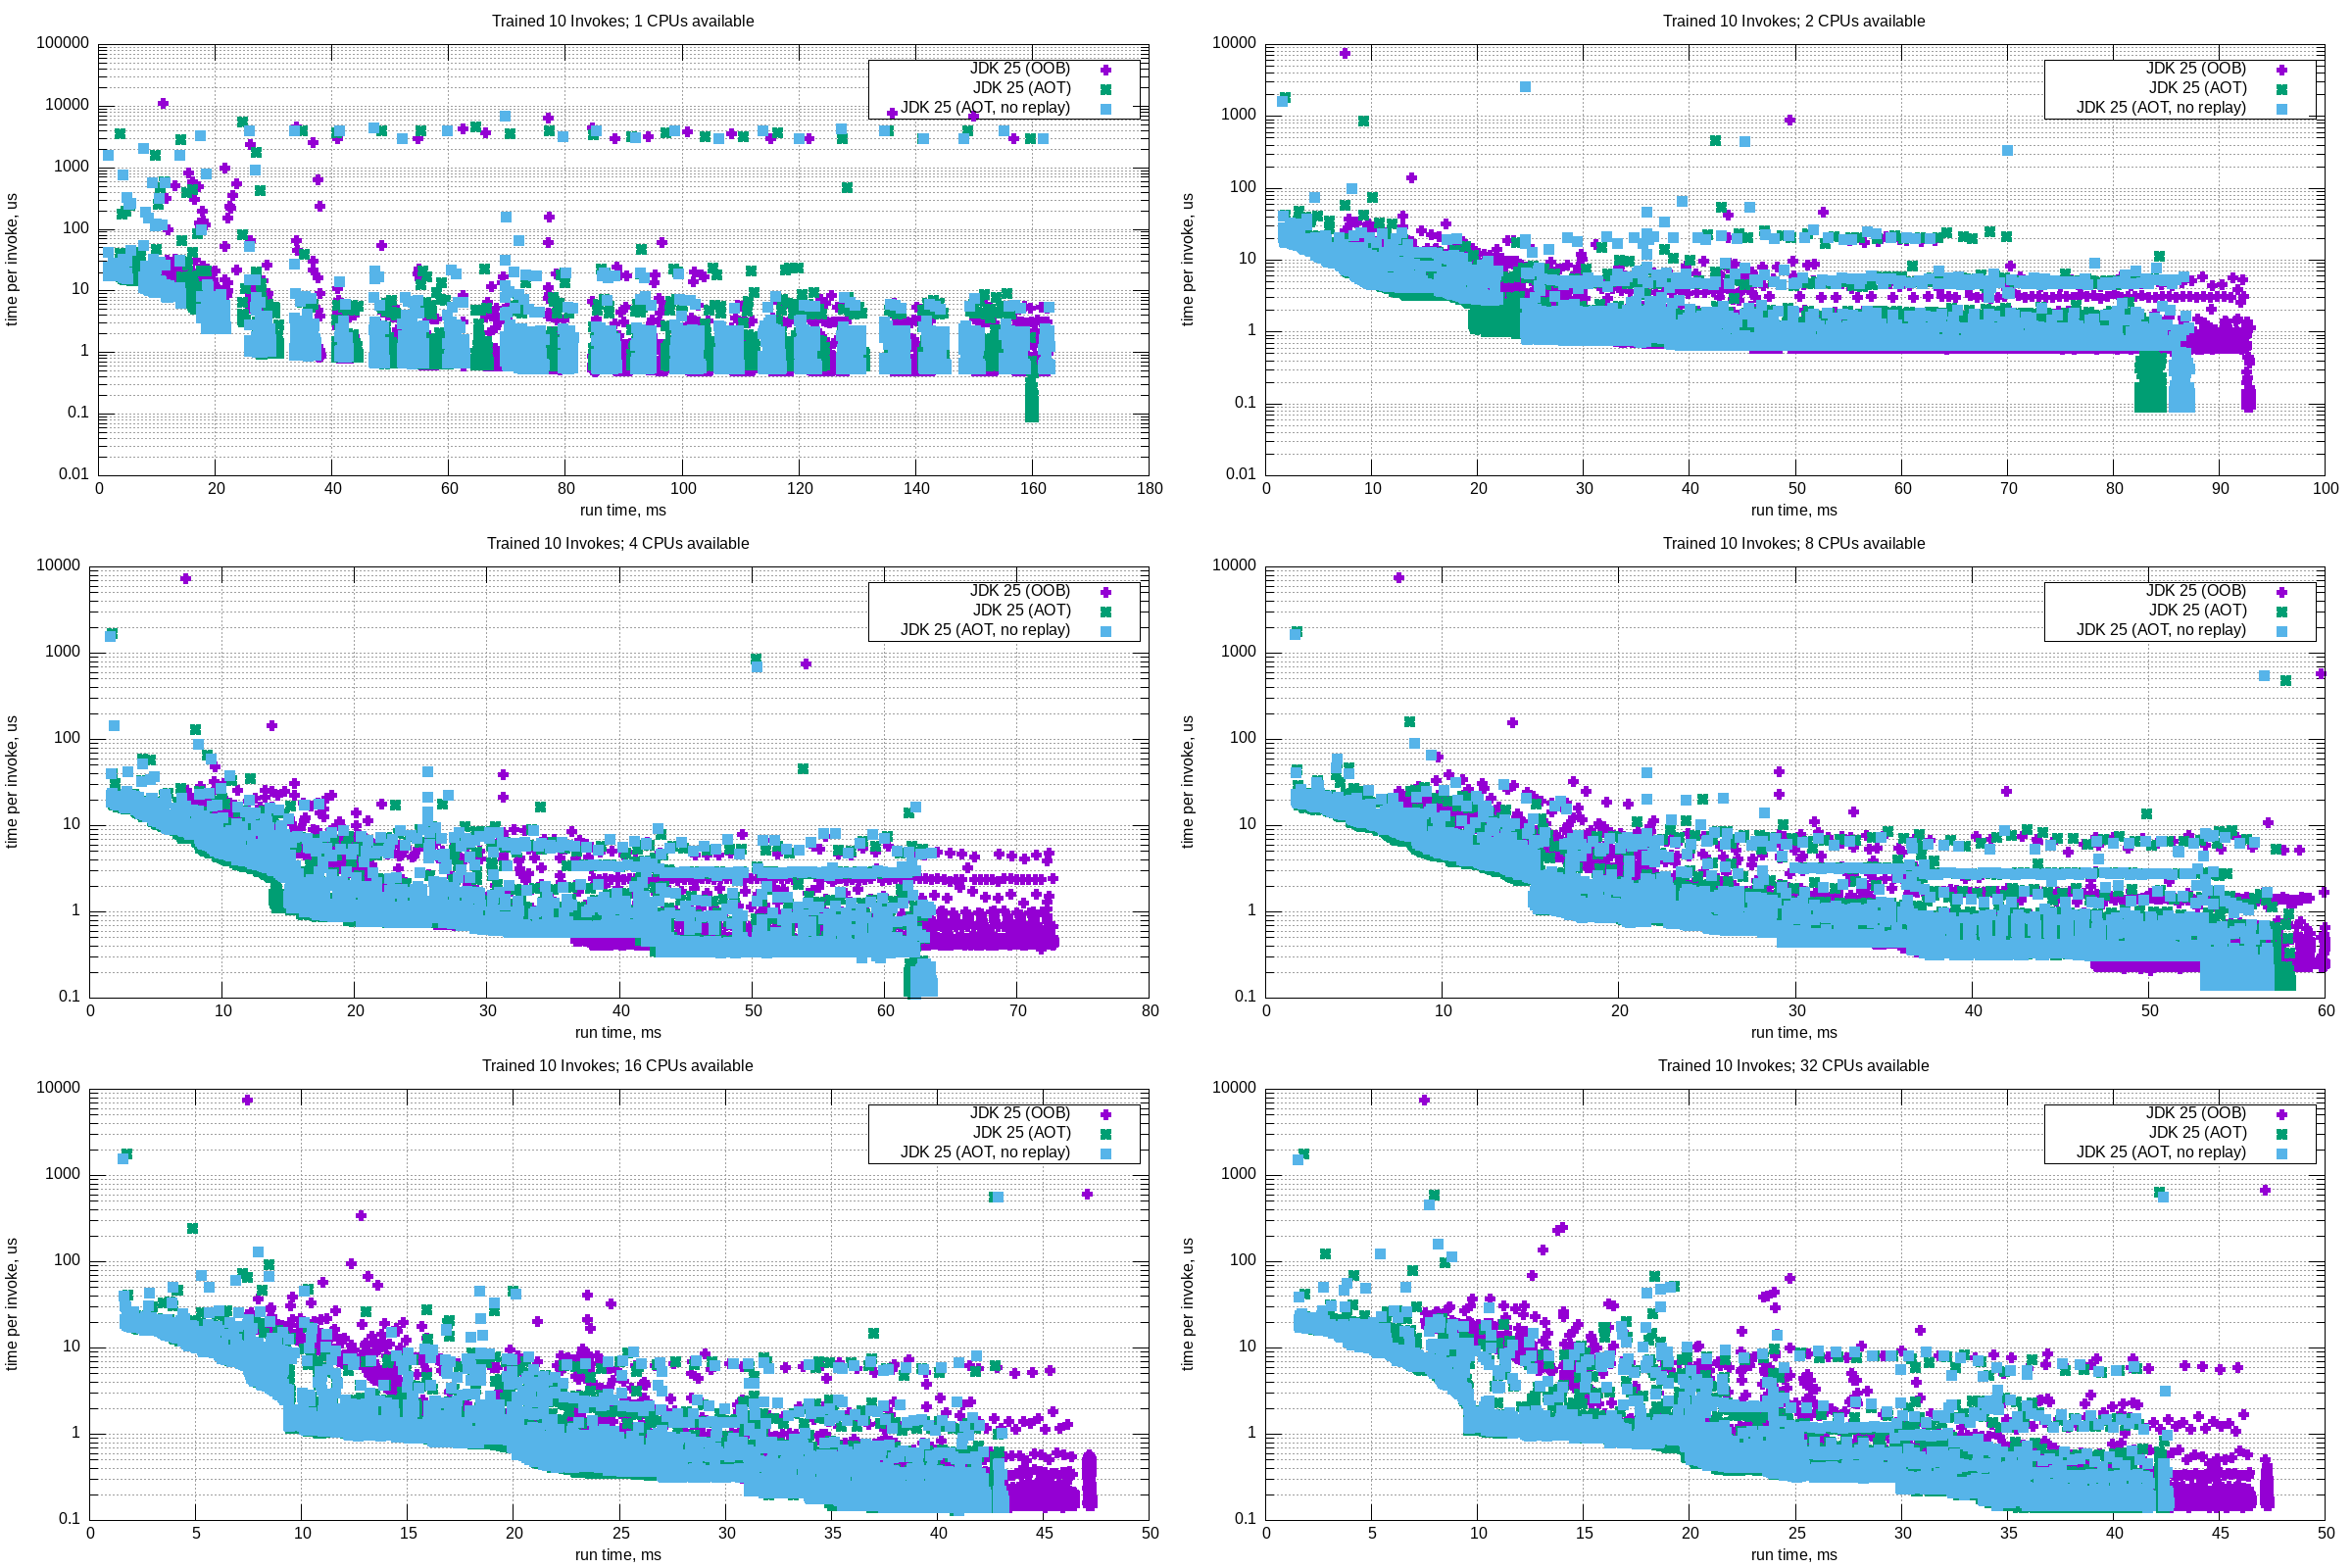 Trained 10 Invokes; 1 CPUs available
100000
10000
1000
100
10
1
0.1
0.01
time per invoke, us
JDK 25 (OOB)
JDK 25 (AOT)
JDK 25 (AOT, no replay)
0 20 40 60 80 100 120 140 160 180
run time, ms
Trained 10 Invokes; 2 CPUs available
10000
1000
100
10
1
0.1
0.01
time per invoke, us
JDK 25 (OOB)
JDK 25 (AOT)
JDK 25 (AOT, no replay)
0 10 20 30 40 50 60 70 80 90 100
run time, ms
Trained 10 Invokes; 4 CPUs available
10000
1000
100
10
1
0.1
time per invoke, us
JDK 25 (OOB)
JDK 25 (AOT)
JDK 25 (AOT, no replay)
0 10 20 30 40 50 60 70 80
run time, ms
Trained 10 Invokes; 8 CPUs available
10000
1000
100
10
1
0.1
time per invoke, us
JDK 25 (OOB)
JDK 25 (AOT)
JDK 25 (AOT, no replay)
0 10 20 30 40 50 60
run time, ms
Trained 10 Invokes; 16 CPUs available
10000
1000
100
10
1
0.1
time per invoke, us
JDK 25 (OOB)
JDK 25 (AOT)
JDK 25 (AOT, no replay)
0 5 10 15 20 25 30 35 40 45 50
run time, ms
Trained 10 Invokes; 32 CPUs available
10000
1000
100
10
1
0.1
time per invoke, us
JDK 25 (OOB)
JDK 25 (AOT)
JDK 25 (AOT, no replay)
0 5 10 15 20 25 30 35 40 45 50
run time, ms